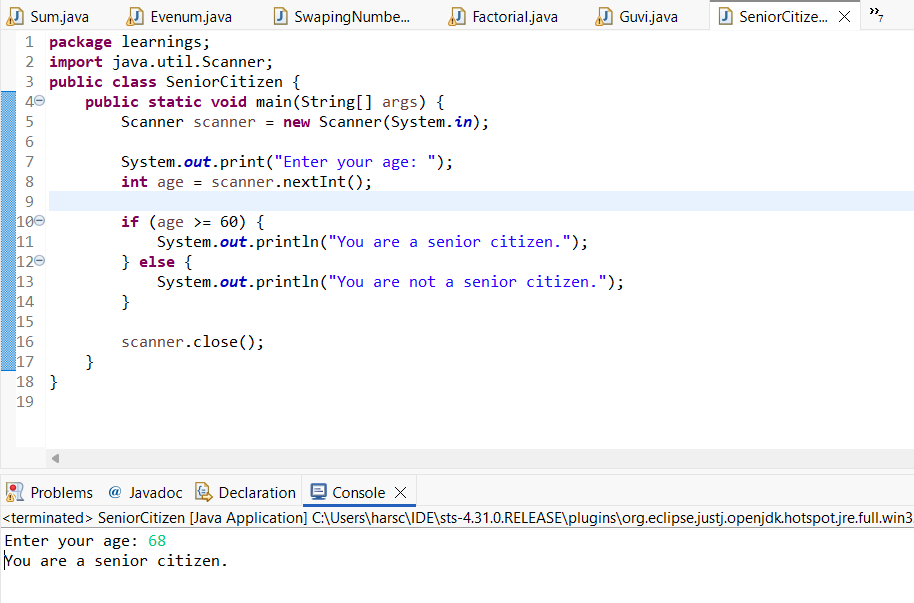 Sum.java Evenum.java SwapingNumbe... Factorial.java Guvi.java SeniorCitize... »7
1 package learnings;
2 import java.util.Scanner;
3 public class SeniorCitizen {
4     public static void main(String[] args) {
5         Scanner scanner = new Scanner(System.in);
6
7         System.out.print("Enter your age: ");
8         int age = scanner.nextInt();
9
10         if (age >= 60) {
11             System.out.println("You are a senior citizen.");
12         } else {
13             System.out.println("You are not a senior citizen.");
14         }
15
16         scanner.close();
17     }
18 }
19
Problems @ Javadoc Declaration Console
<terminated> SeniorCitizen [Java Application] C:\Users\harsc\IDE\sts-4.31.0.RELEASE\plugins\org.eclipse.justj.openjdk.hotspot.jre.full.win3
Enter your age: 68
You are a senior citizen.